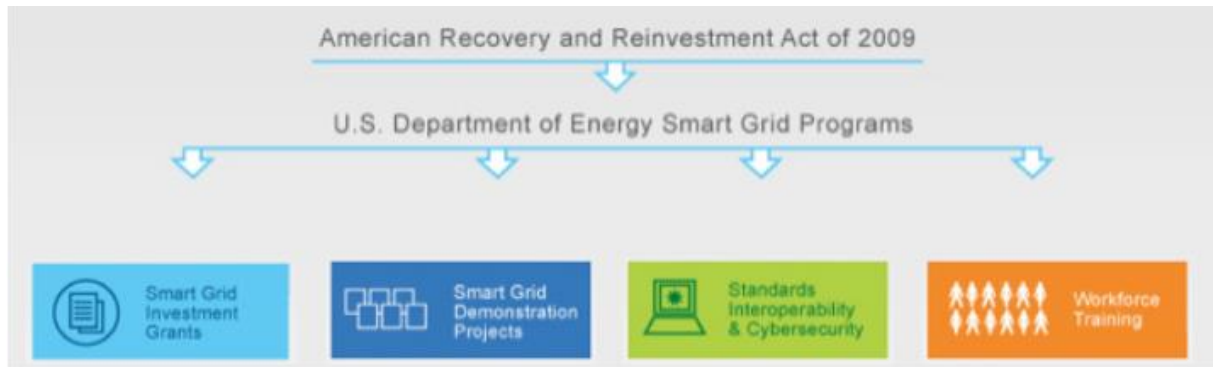 American Recovery and Reinvestment Act of 2009
U.S. Department of Energy Smart Grid Programs
Smart Grid
Investment
Grants
Smart Grid
Demonstration
Projects
Standards
Interoperability
& Cybersecurity
Workforce
Training